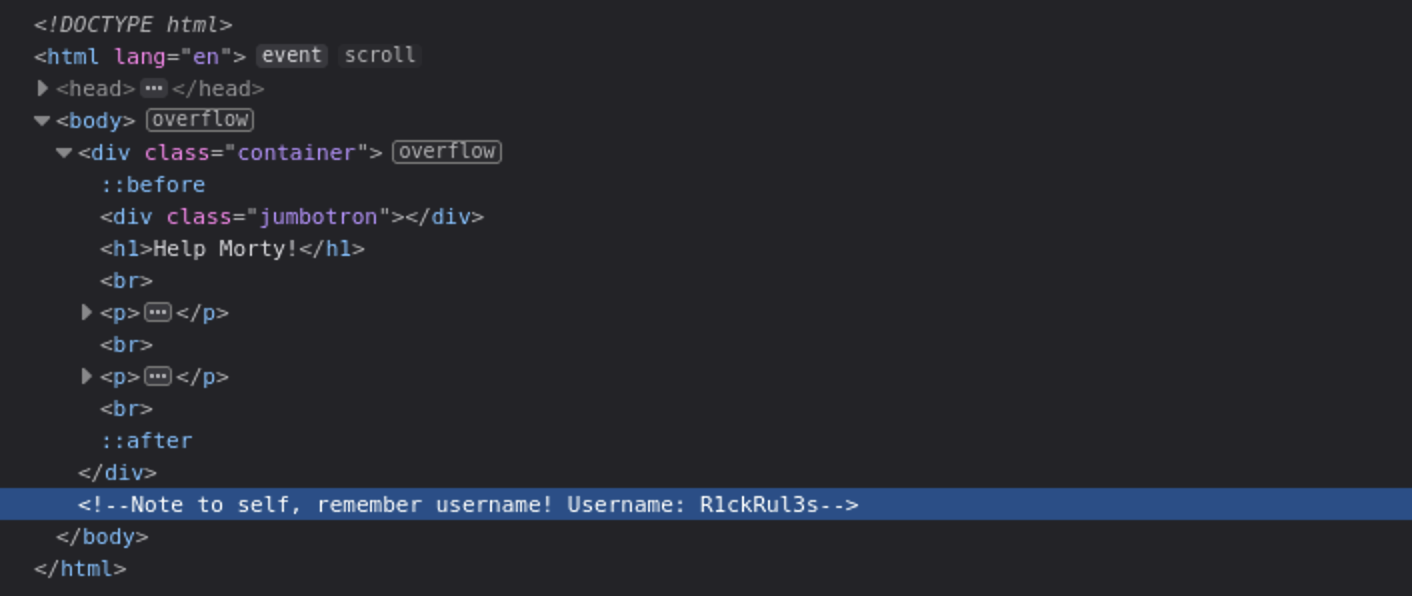 <!DOCTYPE html>
<html lang="en"> event scroll
<head> ••• </head>
<body> overflow
<div class="container"> overflow
::before
<div class="jumbotron"></div>
<h1>Help Morty!</h1>
<br>
<p>•••</p>
<br>
<p>•••</p>
<br>
::after
</div>
<!--Note to self, remember username! Username: R1ckRul3s-->
</body>
</html>